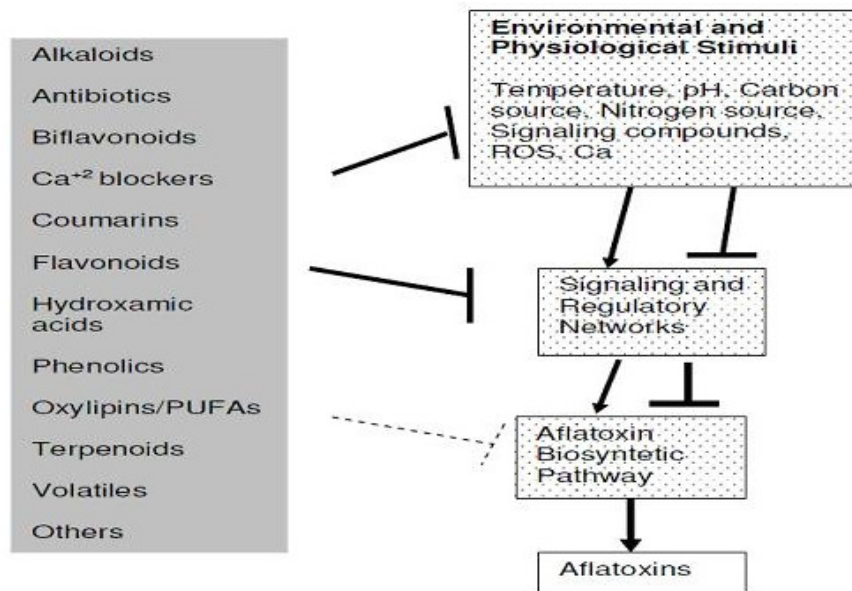 Alkaloids
Antibiotics
Biflavonoids
Ca⁺² blockers
Coumarins
Flavonoids
Hydroxamic
acids
Phenolics
Oxylipins/PUFAs
Terpenoids
Volatiles
Others
Environmental and
Physiological Stimuli
Temperature, pH, Carbon
source, Nitrogen source,
Signaling compounds,
ROS, Ca
Signaling and
Regulatory
Networks
Aflatoxin
Biosyntetic
Pathway
Aflatoxins